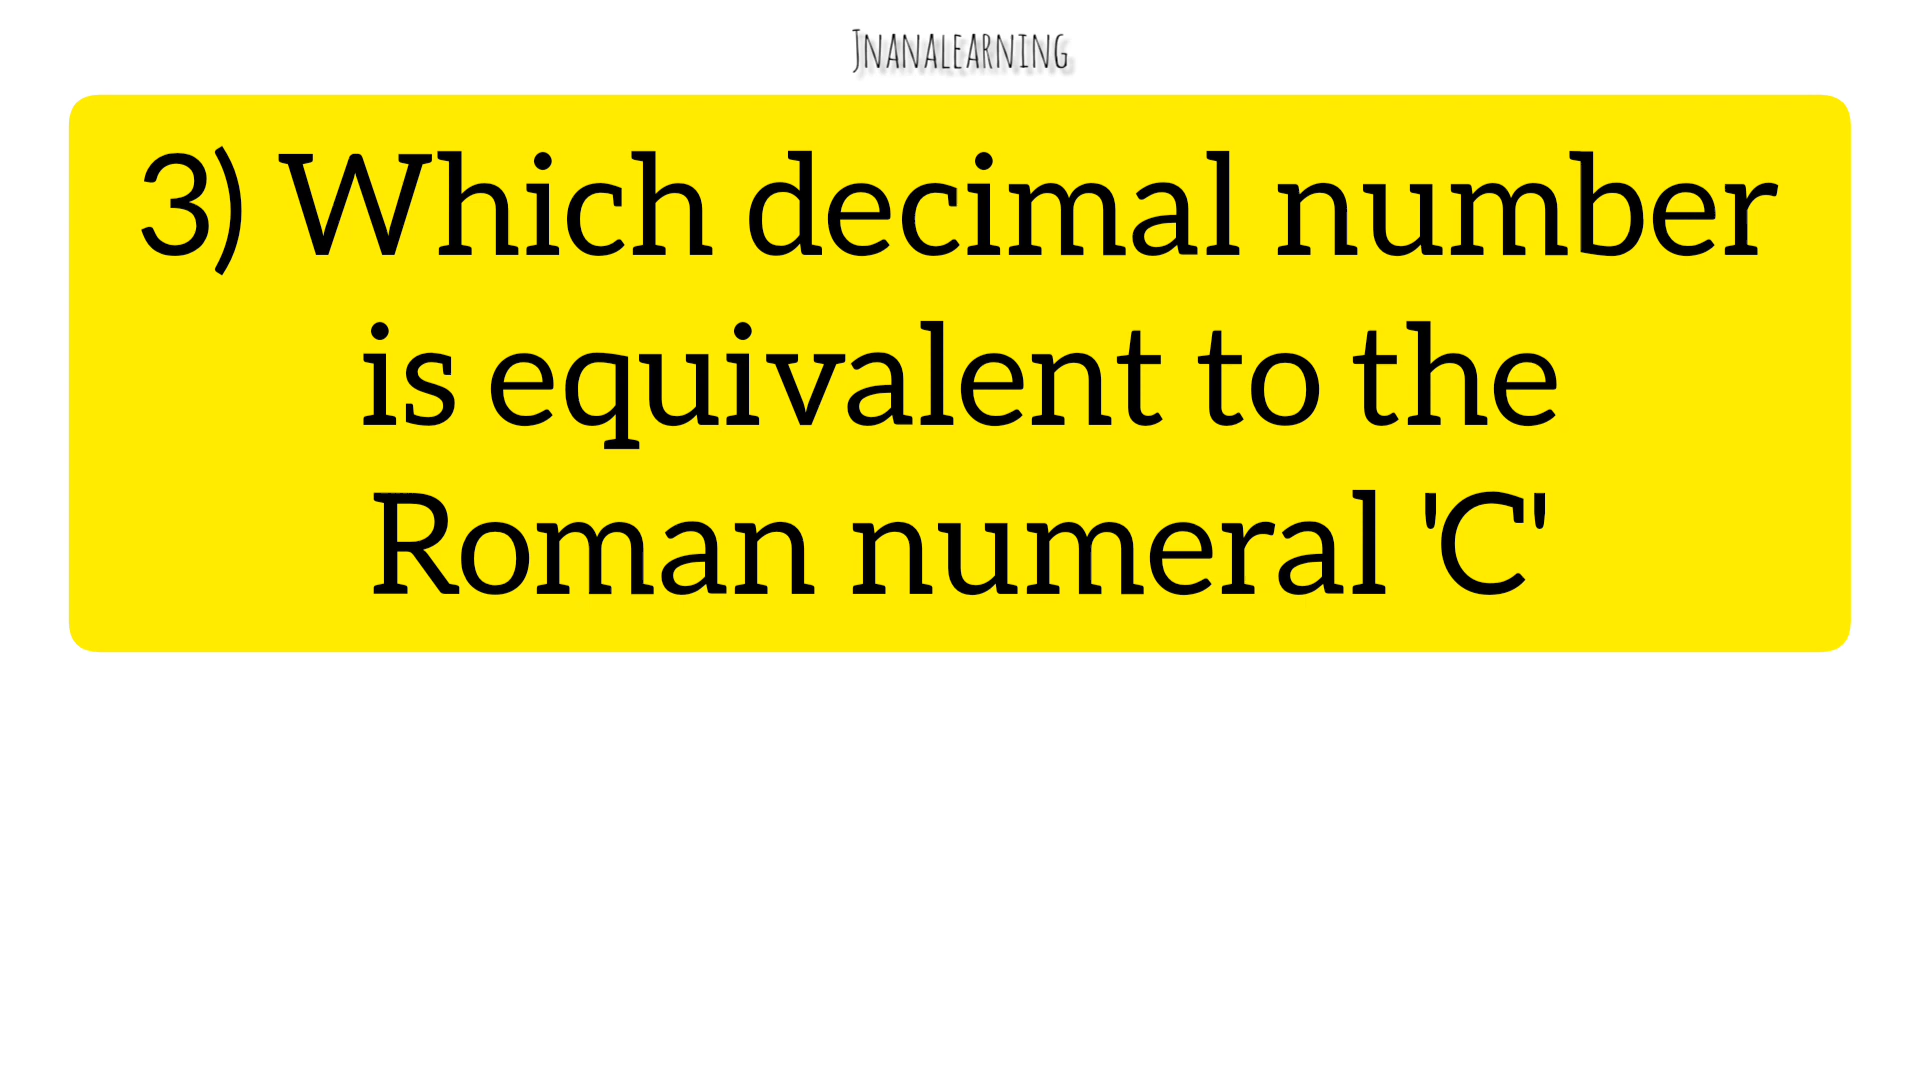 Jnanalearning
3) Which decimal number
is equivalent to the
Roman numeral 'C'